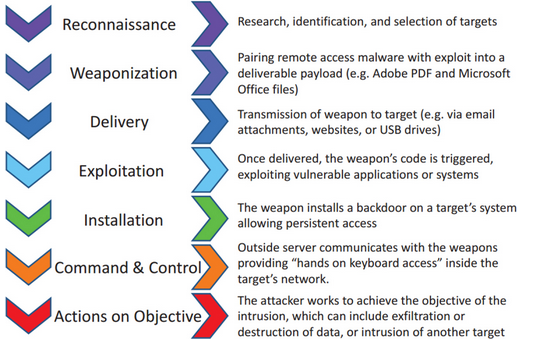 Reconnaissance
Research, identification, and selection of targets
Weaponization
Pairing remote access malware with exploit into a
deliverable payload (e.g. Adobe PDF and Microsoft
Office files)
Delivery
Transmission of weapon to target (e.g. via email
attachments, websites, or USB drives)
Exploitation
Once delivered, the weapon's code is triggered,
exploiting vulnerable applications or systems
Installation
The weapon installs a backdoor on a target's system
allowing persistent access
Command & Control
Outside server communicates with the weapons
providing “hands on keyboard access” inside the
target's network.
Actions on Objective
The attacker works to achieve the objective of the
intrusion, which can include exfiltration or
destruction of data, or intrusion of another target